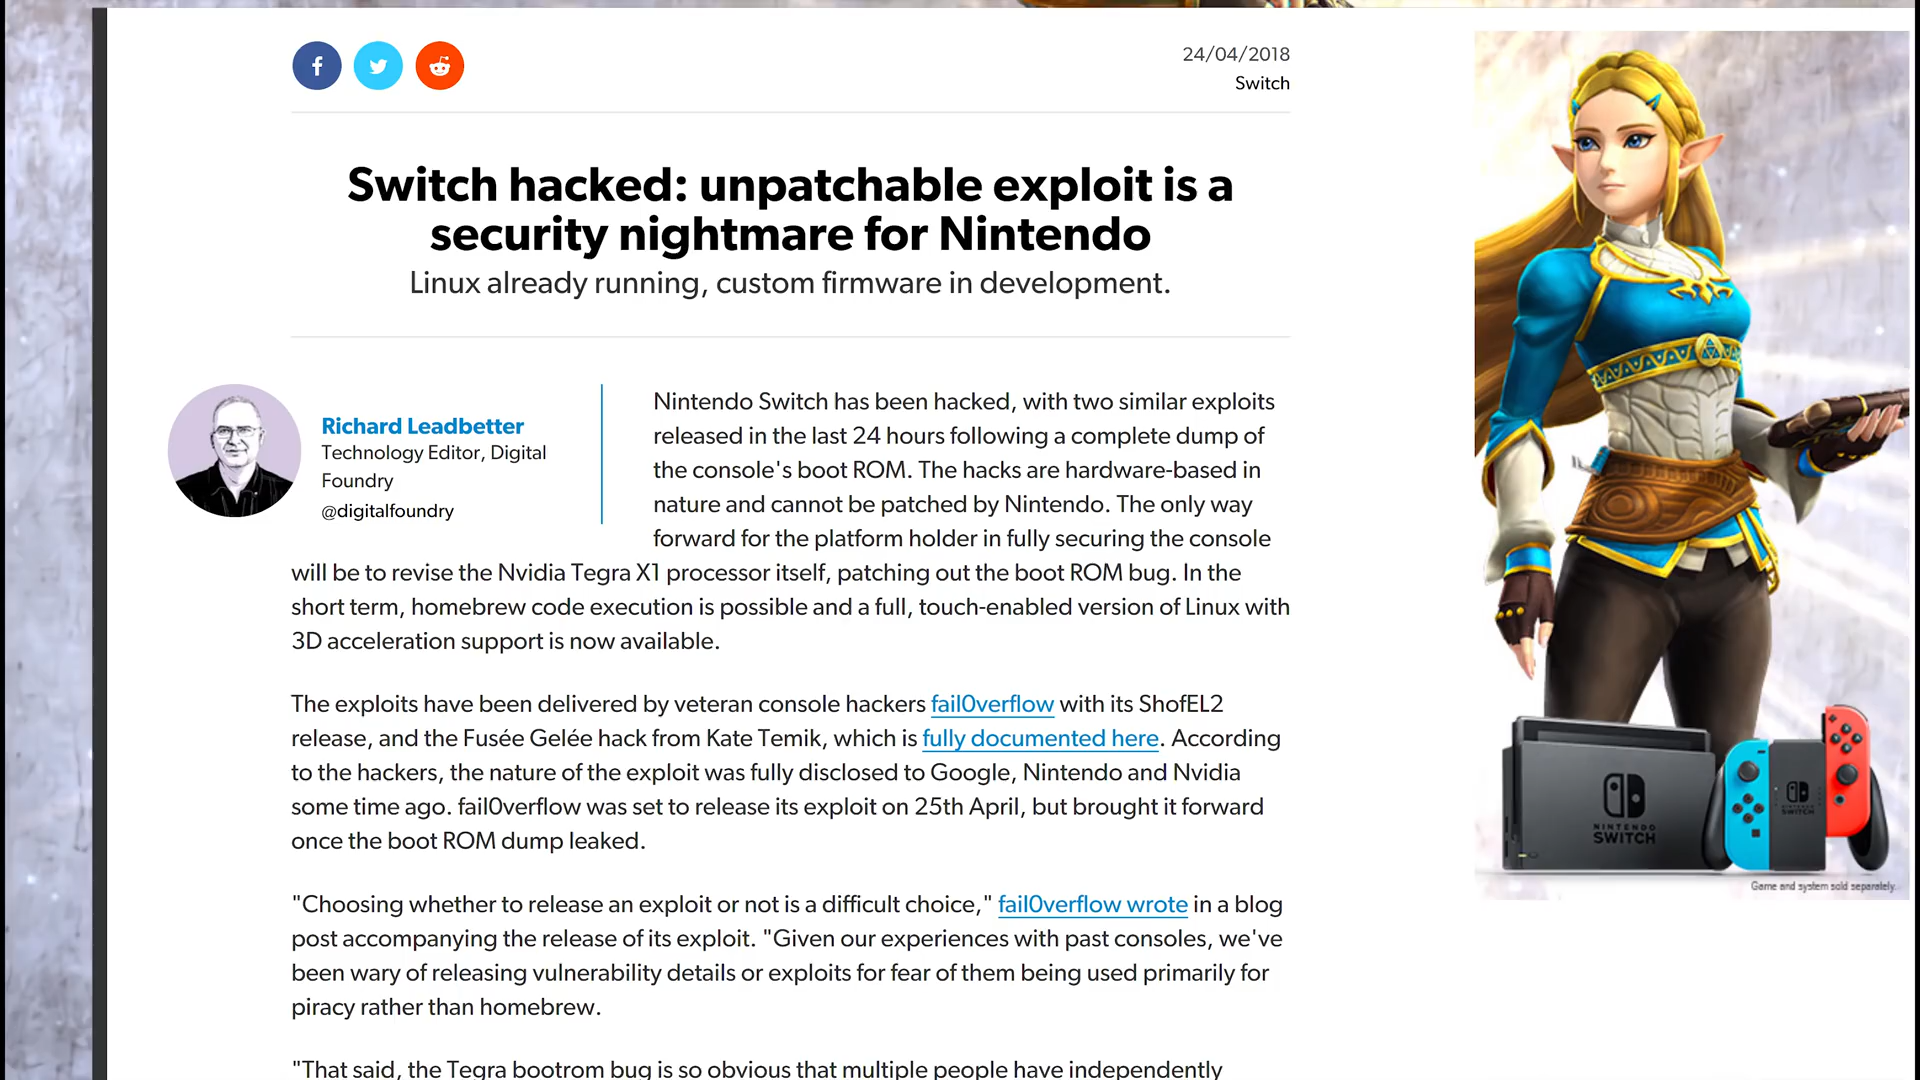 24/04/2018
Switch
Switch hacked: unpatchable exploit is a
security nightmare for Nintendo
Linux already running, custom firmware in development.
Richard Leadbetter
Technology Editor, Digital
Foundry
@digitalfoundry
Nintendo Switch has been hacked, with two similar exploits
released in the last 24 hours following a complete dump of
the console's boot ROM. The hacks are hardware-based in
nature and cannot be patched by Nintendo. The only way
forward for the platform holder in fully securing the console
will be to revise the Nvidia Tegra X1 processor itself, patching out the boot ROM bug. In the
short term, homebrew code execution is possible and a full, touch-enabled version of Linux with
3D acceleration support is now available.
The exploits have been delivered by veteran console hackers fail0verflow with its ShofEL2
release, and the Fusée Gelée hack from Kate Temik, which is fully documented here. According
to the hackers, the nature of the exploit was fully disclosed to Google, Nintendo and Nvidia
some time ago. fail0verflow was set to release its exploit on 25th April, but brought it forward
once the boot ROM dump leaked.
"Choosing whether to release an exploit or not is a difficult choice," fail0verflow wrote in a blog
post accompanying the release of its exploit. "Given our experiences with past consoles, we've
been wary of releasing vulnerability details or exploits for fear of them being used primarily for
piracy rather than homebrew.
"That said, the Tegra bootrom bug is so obvious that multiple people have independently
NINTENDO
SWITCH
NINTENDO
SWITCH
Game and system sold separately.